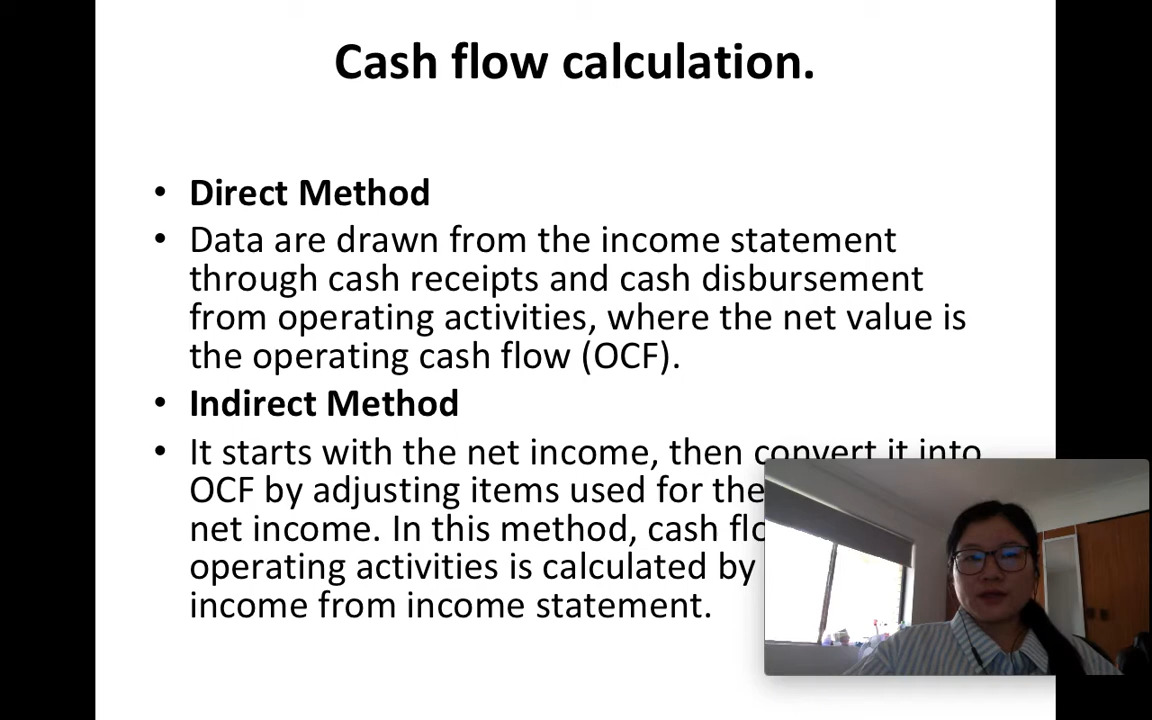 Cash flow calculation.
• Direct Method
• Data are drawn from the income statement
through cash receipts and cash disbursement
from operating activities, where the net value is
the operating cash flow (OCF).
• Indirect Method
• It starts with the net income, then convert it into
OCF by adjusting items used for the
net income. In this method, cash
operating activities is calculated by
income from income statement.